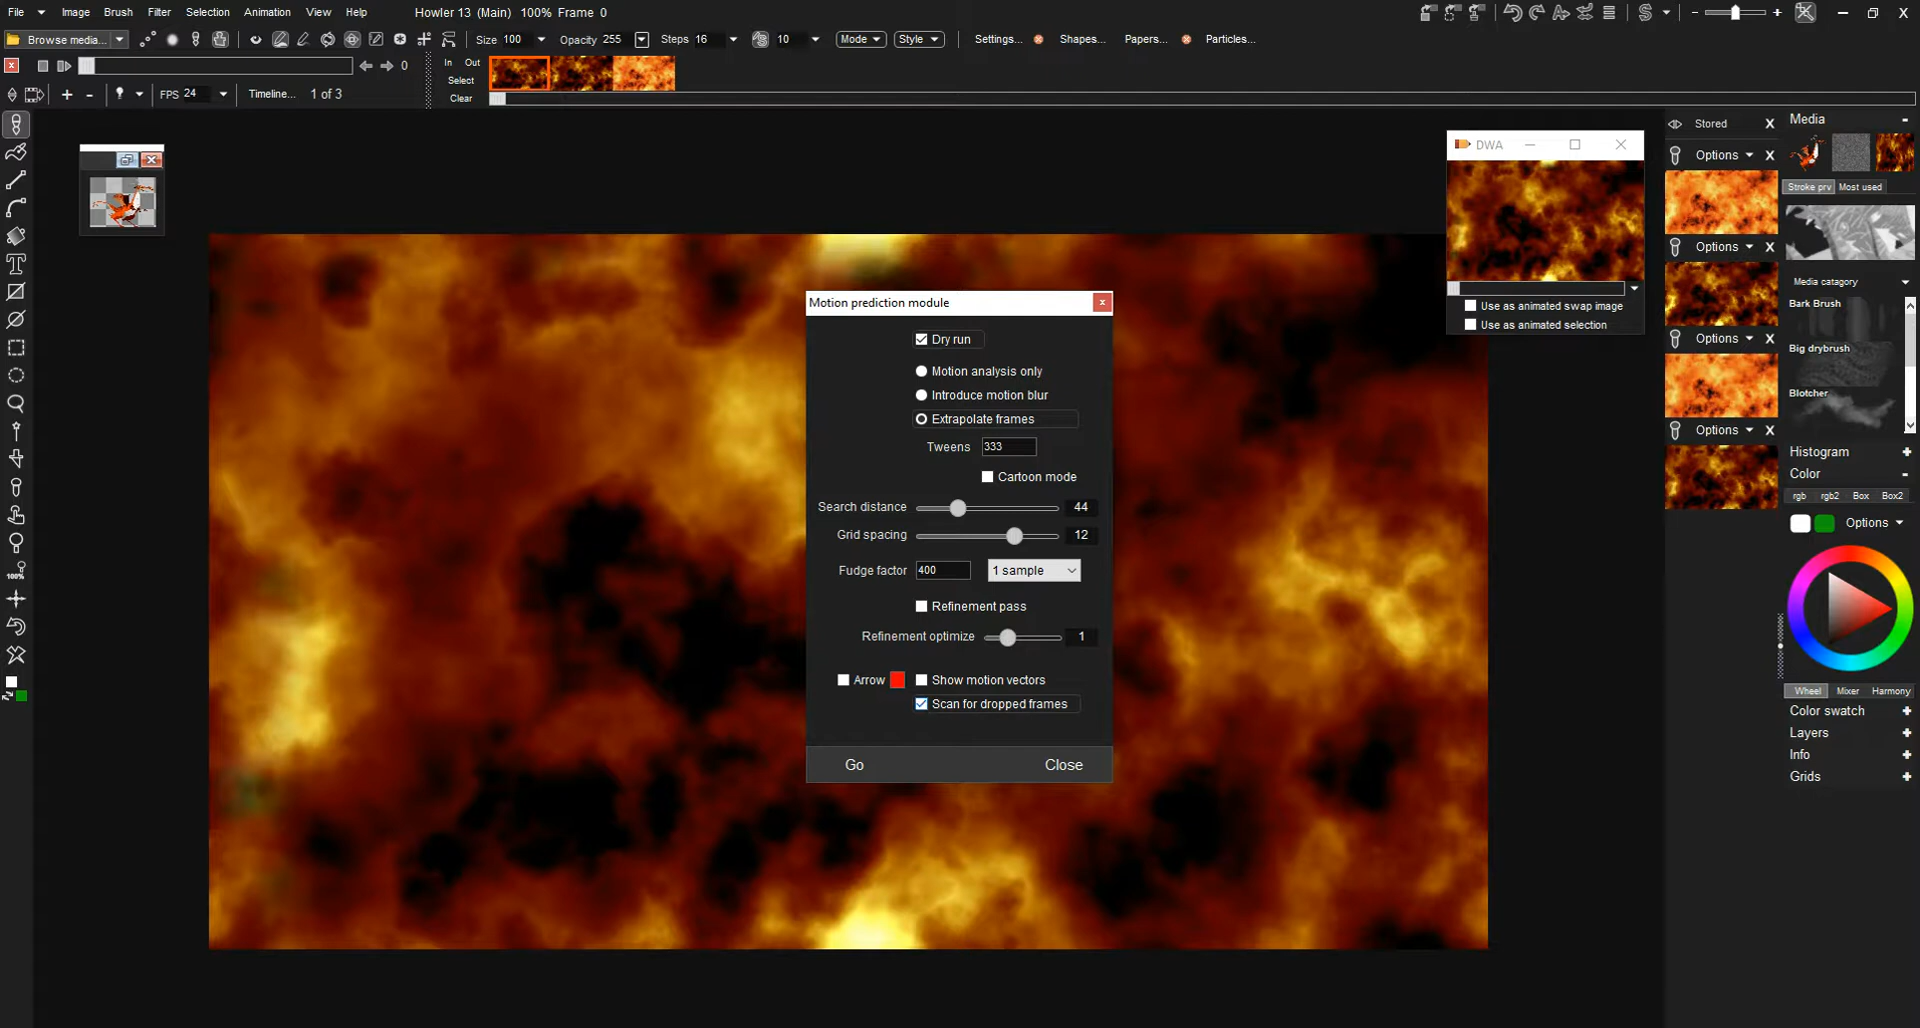 File Image Brush Filter Selection Animation View Help Howler 13 (Main) 100% Frame 0
Browse media... Size 100 Opacity 255 Steps 16 10 Mode Style Settings... Shapes... Papers... Particles...
0 In Out
Select
FPS 24 Timeline... 1 of 3 Clear
Stored
Options
Options
Options
Options
DWA
Use as animated swap image
Use as animated selection
Motion prediction module
Dry run
Motion analysis only
Introduce motion blur
Extrapolate frames
Tweens 333
Cartoon mode
Search distance 44
Grid spacing 12
Fudge factor 400 1 sample
Refinement pass
Refinement optimize 1
Arrow Show motion vectors
Scan for dropped frames
Go Close
Media
Stroke prv Most used
Media catagory
Bark Brush
Big drybrush
Blotcher
Histogram
Color
rgb rgb2 Box Box2
Options
Wheel Mixer Harmony
Color swatch
Layers
Info
Grids
100%